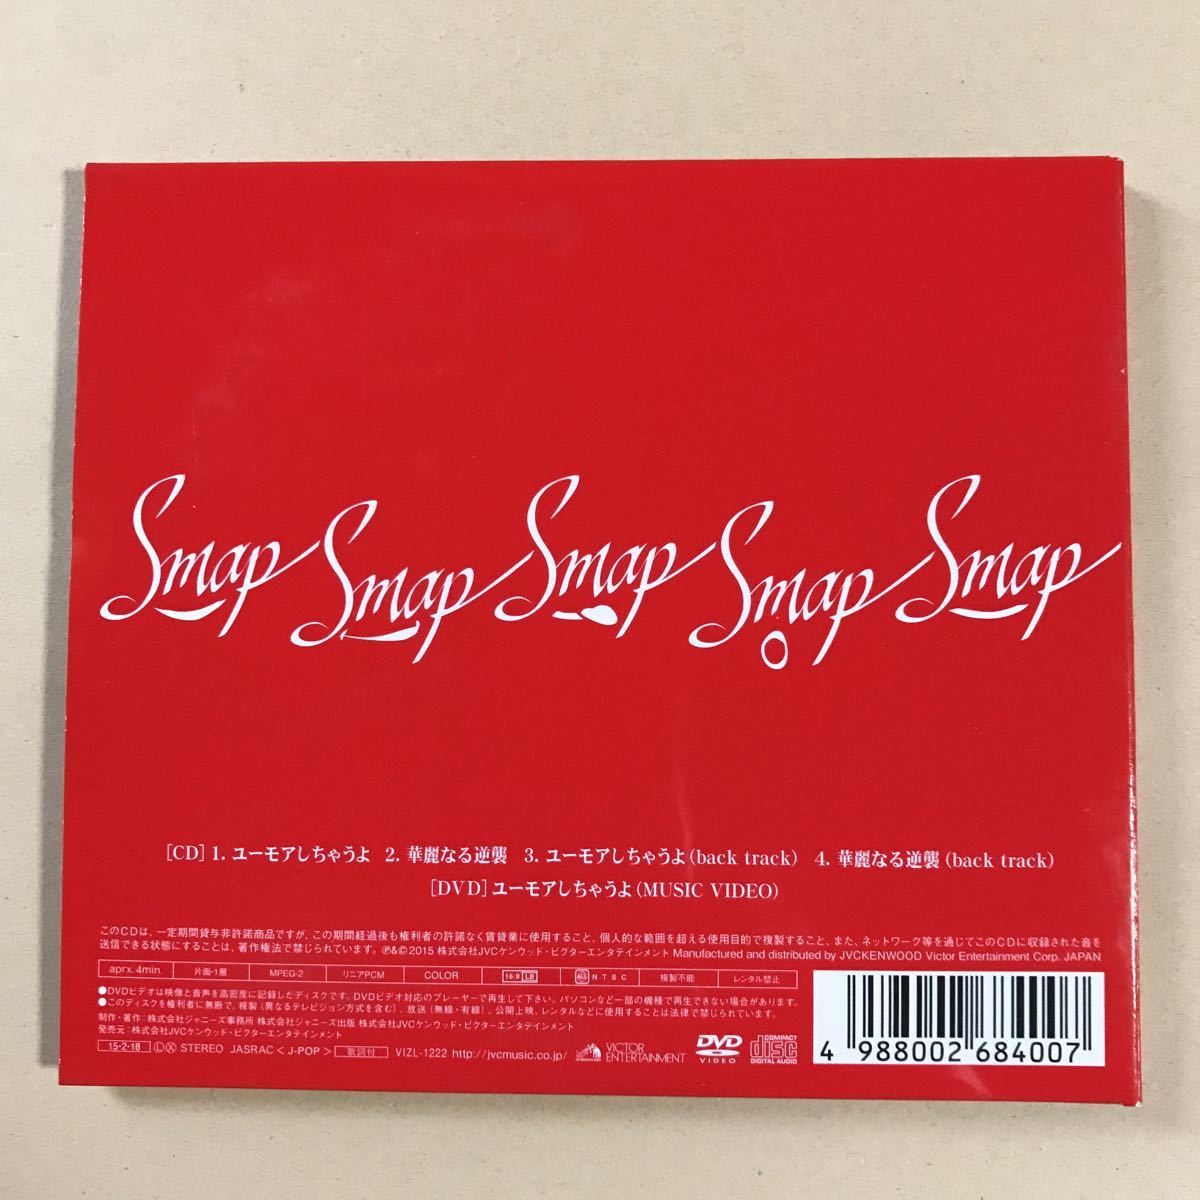 Smap Smap Smap Smap Smap
[CD] 1. ユーモアしちゃうよ 2. 華麗なる逆襲 3. ユーモアしちゃうよ (back track) 4. 華麗なる逆襲 (back track)
[DVD] ユーモアしちゃうよ (MUSIC VIDEO)
このCDは、一定期間貸与非許諾商品ですが、この期間経過後も権利者の許諾なく賃貸業に使用すること、個人的な範囲を超える使用目的で複製すること、また、ネットワーク等を通じてこのCDに収録された音を
送信できる状態にすることは、著作権法で禁じられています。℗&©2015 株式会社JVCケンウッド・ビクターエンタテインメント Manufactured and distributed by JVCKENWOOD Victor Entertainment Corp. JAPAN
aprx. 4min. 片面・1層 MPEG-2 リニアPCM COLOR 16:9 LB ALL NTSC 複製不能 レンタル禁止
●DVDビデオは映像と音声を高密度に記録したディスクです。DVDビデオ対応のプレーヤーで再生して下さい。パソコンなど一部の機種で再生できない場合があります。
●このディスクを権利者に無断で、複製(異なるテレビジョン方式を含む)、放送(無線・有線)、公開上映、レンタルなどに使用することは法律で禁じられています。
制作・著作:株式会社ジャニーズ事務所 株式会社ジャニーズ出版 株式会社JVCケンウッド・ビクターエンタテインメント
発売元:株式会社JVCケンウッド・ビクターエンタテインメント
15-2-18 Ⓛ Ⓧ STEREO JASRAC <J-POP> 歌詞付 VIZL-1222 http://jvcmusic.co.jp/ VICTOR ENTERTAINMENT DVD VIDEO COMPACT disc DIGITAL AUDIO
4 988002 684007